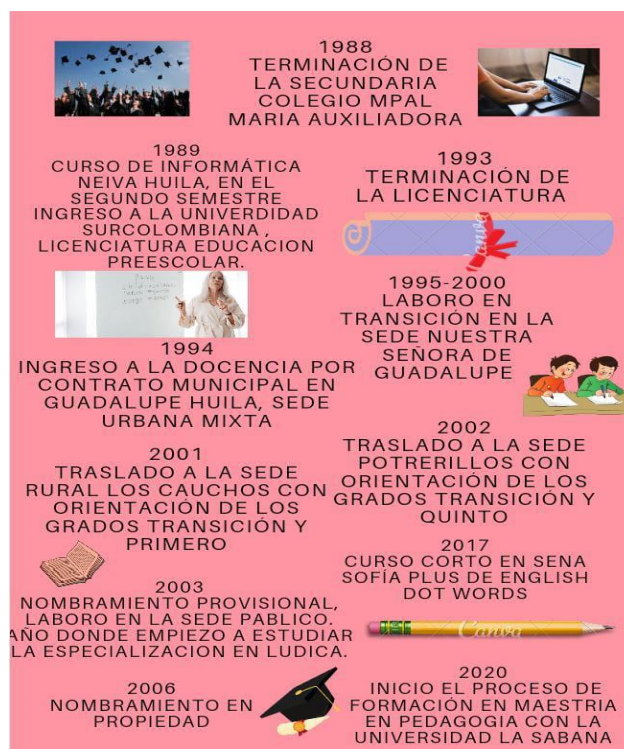 1988
TERMINACIÓN DE
LA SECUNDARIA
COLEGIO MPAL
MARIA AUXILIADORA
1989
CURSO DE INFORMÁTICA
NEIVA HUILA, EN EL
SEGUNDO SEMESTRE
INGRESO A LA UNIVERDIDAD
SURCOLOMBIANA ,
LICENCIATURA EDUCACION
PREESCOLAR.
1993
TERMINACIÓN DE
LA LICENCIATURA
Canva
1994
INGRESO A LA DOCENCIA POR
CONTRATO MUNICIPAL EN
GUADALUPE HUILA, SEDE
URBANA MIXTA
1995-2000
LABORO EN
TRANSICIÓN EN LA
SEDE NUESTRA
SEÑORA DE
GUADALUPE
2001
TRASLADO A LA SEDE
RURAL LOS CAUCHOS CON
ORIENTACIÓN DE LOS
GRADOS TRANSICIÓN Y
PRIMERO
2002
TRASLADO A LA SEDE
POTRERILLOS CON
ORIENTACIÓN DE LOS
GRADOS TRANSICIÓN Y
QUINTO
2003
NOMBRAMIENTO PROVISIONAL,
LABORO EN LA SEDE PABLICO.
AÑO DONDE EMPIEZO A ESTUDIAR
LA ESPECIALIZACION EN LUDICA.
2017
CURSO CORTO EN SENA
SOFÍA PLUS DE ENGLISH
DOT WORDS
Canva
2006
NOMBRAMIENTO EN
PROPIEDAD
2020
INICIO EL PROCESO DE
FORMACIÓN EN MAESTRIA
EN PEDAGOGIA CON LA
UNIVERSIDAD LA SABANA